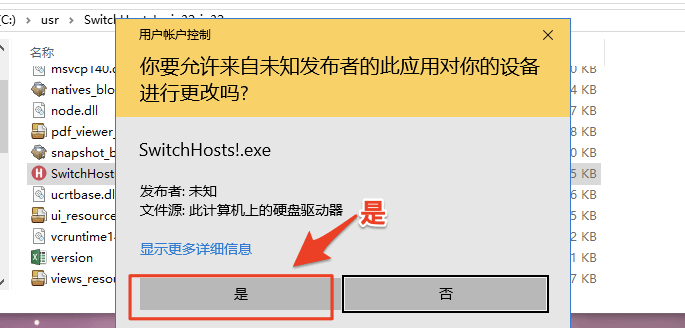 (C:) › usr ›
用户帐户控制
你要允许来自未知发布者的此应用对你的设备
进行更改吗?
SwitchHosts!.exe
发布者: 未知
文件源: 此计算机上的硬盘驱动器
是
显示更多详细信息
是
否
名称
msvcp140.d
natives_blo
node.dll
pdf_viewer_
snapshot_b
SwitchHost
ucrtbase.dl
ui_resource
vcruntime14
version
views_resou
0 KB
4 KB
7 KB
8 KB
0 KB
5 KB
6 KB
2 KB
2 KB
1 KB
1 KB